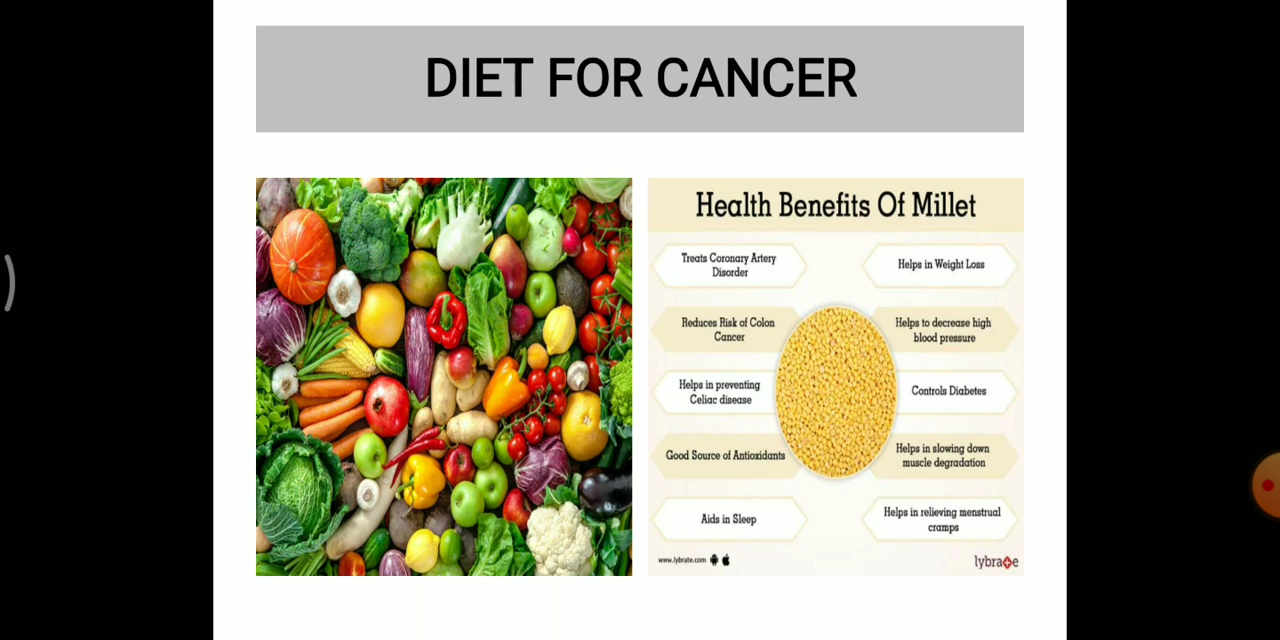 DIET FOR CANCER
Health Benefits Of Millet
Treats Coronary Artery
Disorder
Helps in Weight Loss
Reduces Risk of Colon
Cancer
Helps to decrease high
blood pressure
Helps in preventing
Celiac disease
Controls Diabetes
Good Source of Antioxidants
Helps in slowing down
muscle degradation
Aids in Sleep
Helps in relieving menstrual
cramps
www.lybrate.com
lybrate